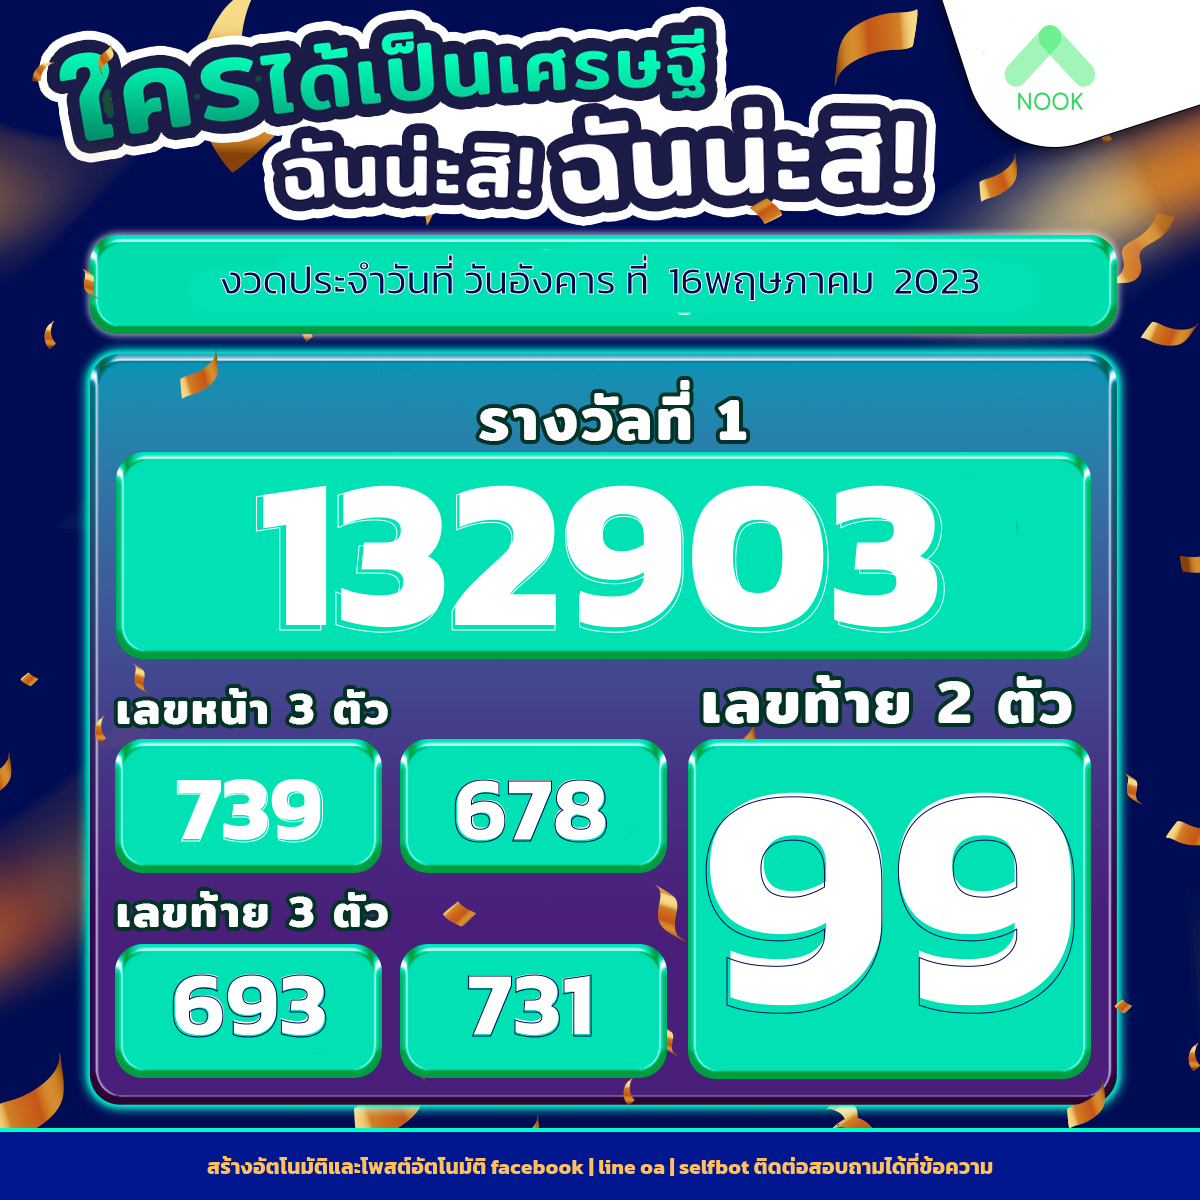 NOOK
ใครได้เป็นเศรษฐี
ฉันน่ะสิ! ฉันน่ะสิ!
งวดประจำวันที่ วันอังคาร ที่ 16พฤษภาคม 2023
รางวัลที่ 1
132903
เลขหน้า 3 ตัว
739 678
เลขท้าย 2 ตัว
99
เลขท้าย 3 ตัว
693 731
สร้างอัตโนมัติและโพสต์อัตโนมัติ facebook | line oa | selfbot ติดต่อสอบถามได้ที่ข้อความ